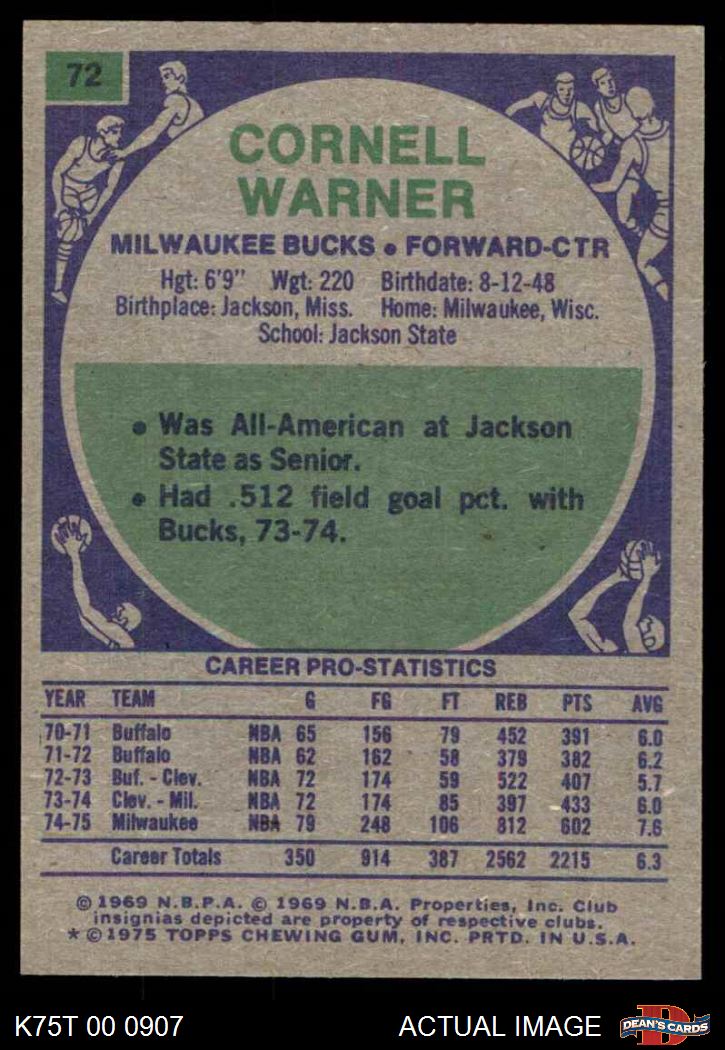 72
CORNELL
WARNER
MILWAUKEE BUCKS • FORWARD-CTR
Hgt: 6'9" Wgt: 220 Birthdate: 8-12-48
Birthplace: Jackson, Miss. Home: Milwaukee, Wisc.
School: Jackson State
• Was All-American at Jackson
State as Senior.
• Had .512 field goal pct. with
Bucks, 73-74.
CAREER PRO-STATISTICS
YEAR TEAM G FG FT REB PTS AVG
70-71 Buffalo NBA 65 156 79 452 391 6.0
71-72 Buffalo NBA 62 162 58 379 382 6.2
72-73 Buf. - Clev. NBA 72 174 59 522 407 5.7
73-74 Clev. - Mil. NBA 72 174 85 397 433 6.0
74-75 Milwaukee NBA 79 248 106 812 602 7.6
Career Totals 350 914 387 2562 2215 6.3
© 1969 N.B.P.A. © 1969 N.B.A. Properties, Inc. Club
insignias depicted are property of respective clubs.
* © 1975 TOPPS CHEWING GUM, INC. PRTD. IN U.S.A.
K75T 00 0907 ACTUAL IMAGE D DEAN'S CARDS